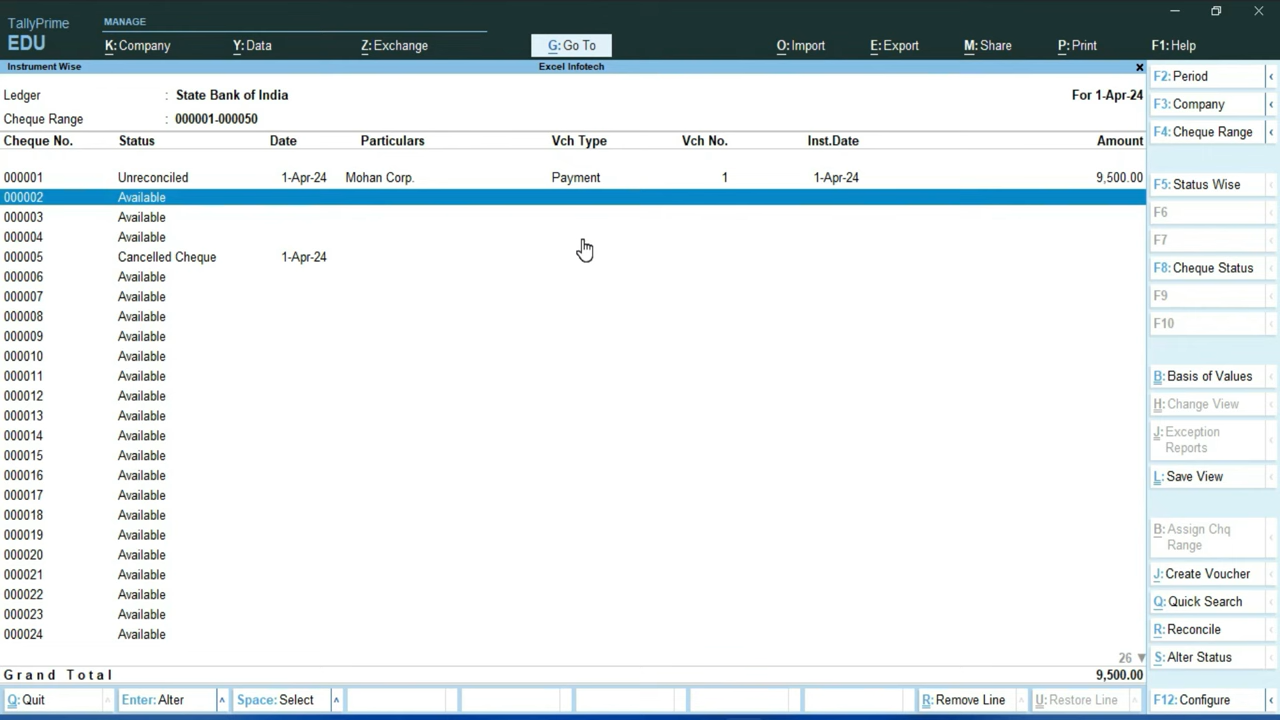 TallyPrime
EDU
MANAGE
K: Company Y: Data Z: Exchange G: Go To O: Import E: Export M: Share P: Print F1: Help
Instrument Wise Excel Infotech x
Ledger : State Bank of India For 1-Apr-24
Cheque Range : 000001-000050
Cheque No. Status Date Particulars Vch Type Vch No. Inst.Date Amount
000001 Unreconciled 1-Apr-24 Mohan Corp. Payment 1 1-Apr-24 9,500.00
000002 Available
000003 Available
000004 Available
000005 Cancelled Cheque 1-Apr-24
000006 Available
000007 Available
000008 Available
000009 Available
000010 Available
000011 Available
000012 Available
000013 Available
000014 Available
000015 Available
000016 Available
000017 Available
000018 Available
000019 Available
000020 Available
000021 Available
000022 Available
000023 Available
000024 Available
26 ▼
Grand Total 9,500.00
Q: Quit Enter: Alter Space: Select R: Remove Line U: Restore Line
F2: Period
F3: Company
F4: Cheque Range
F5: Status Wise
F6
F7
F8: Cheque Status
F9
F10
B: Basis of Values
H: Change View
J: Exception
Reports
L: Save View
B: Assign Chq
Range
J: Create Voucher
Q: Quick Search
R: Reconcile
S: Alter Status
F12: Configure